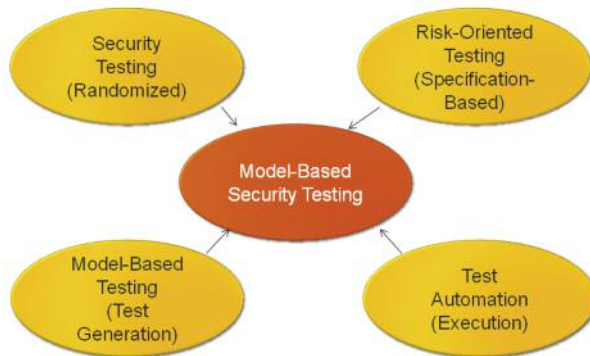 Security
Testing
(Randomized)
Risk-Oriented
Testing
(Specification-
Based)
Model-Based
Security Testing
Model-Based
Testing
(Test
Generation)
Test
Automation
(Execution)